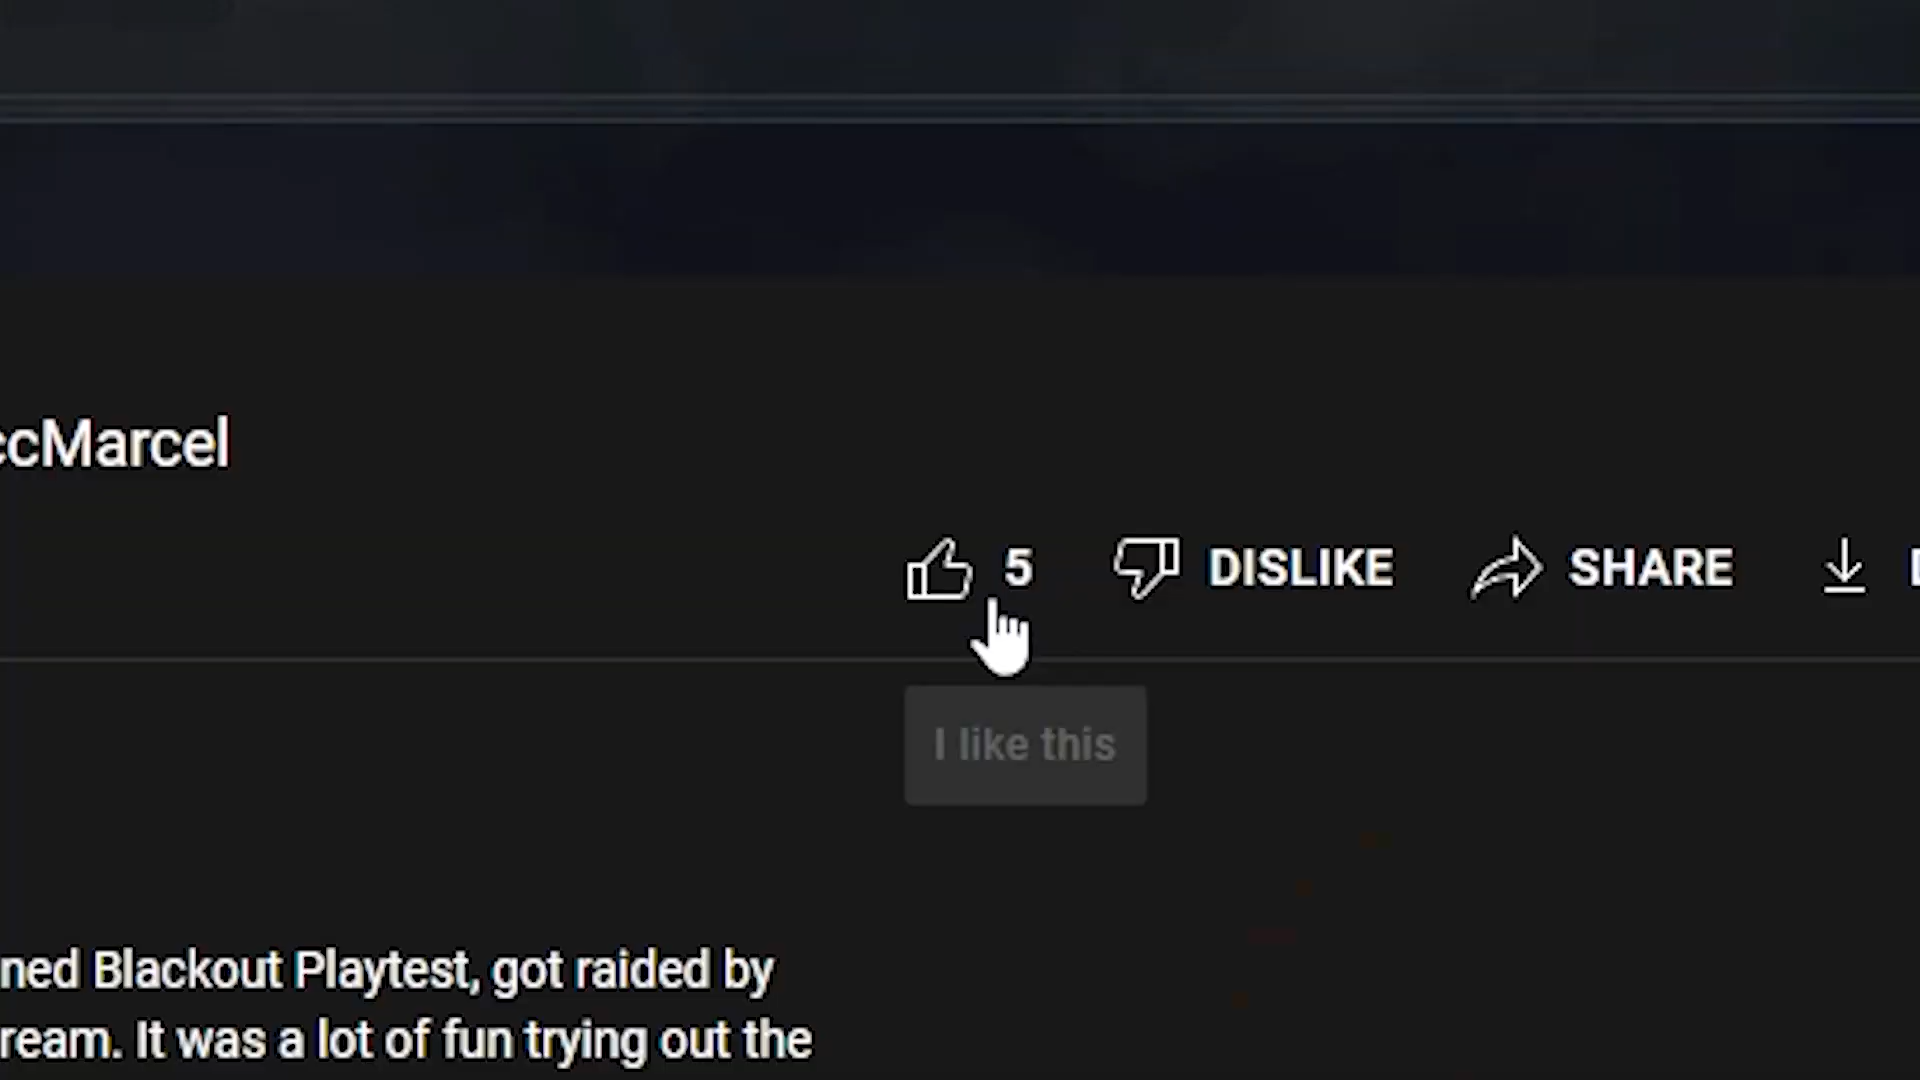 ccMarcel
5 DISLIKE SHARE
I like this
ned Blackout Playtest, got raided by
ream. It was a lot of fun trying out the